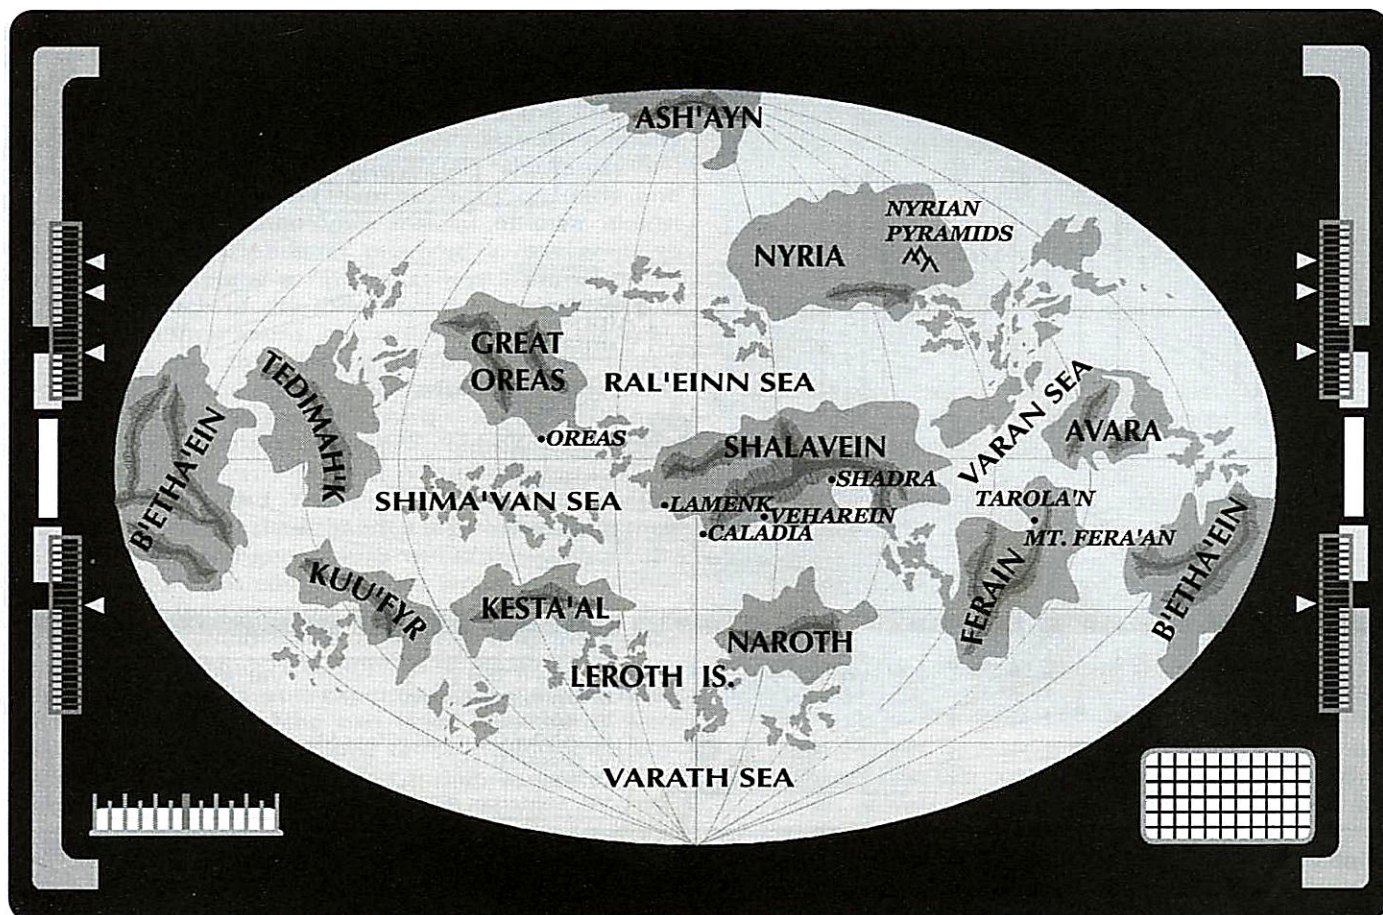 ASH'AYN
NYRIAN
PYRAMIDS
NYRIA
GREAT
OREAS
RAL'EINN SEA
TEDIMAH'K
B'ETHA'EIN
VARAN SEA
AVARA
OREAS
SHALAVEIN
SHADRA
SHIMA'VAN SEA
LAMENK
VEHAREIN
CALADIA
TAROLA'N
MT. FERA'AN
FERAIN
B'ETHA'EIN
KUU'FYR
KESTA'AL
NAROTH
LEROTH IS.
VARATH SEA